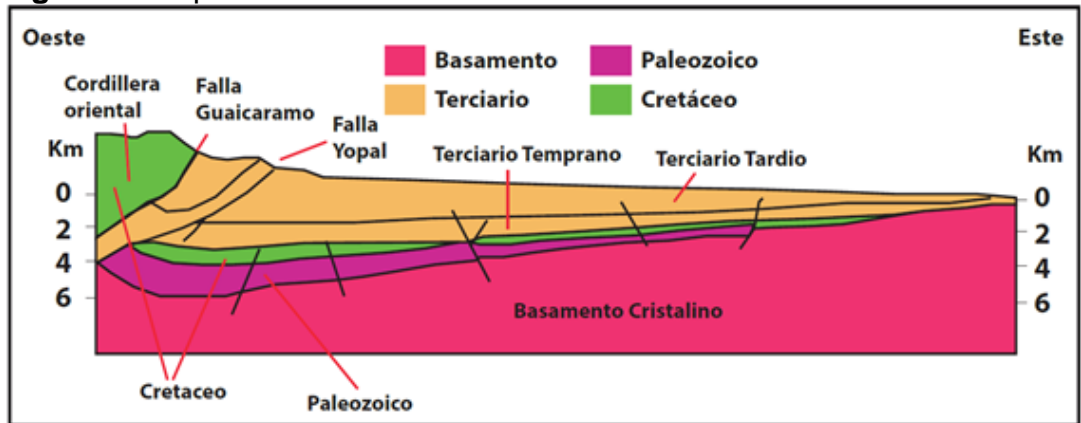 Oeste
Este
Basamento
Paleozoico
Terciario
Cretáceo
Cordillera
oriental
Falla
Guaicaramo
Falla
Yopal
Terciario Temprano
Terciario Tardio
Km
Km
0
0
2
2
4
4
6
6
Basamento Cristalino
Cretaceo
Paleozoico